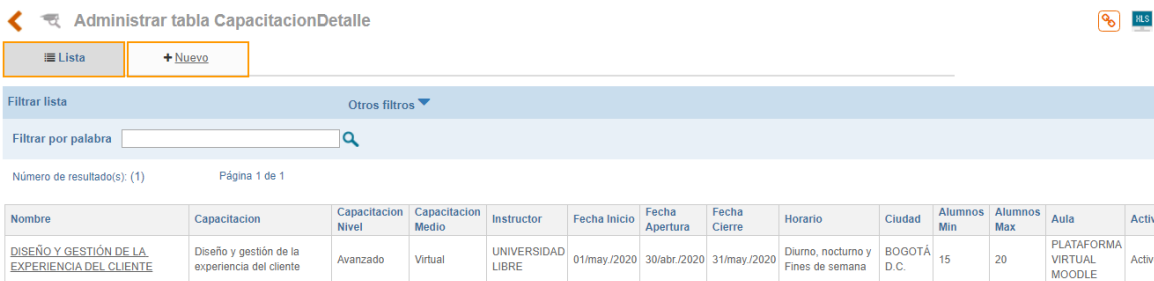 Administrar tabla CapacitacionDetalle
XLS
Lista
+ Nuevo
Filtrar lista
Otros filtros
Filtrar por palabra
Número de resultado(s): (1)
Página 1 de 1
Nombre
Capacitacion
Capacitacion
Nivel
Capacitacion
Medio
Instructor
Fecha Inicio
Fecha
Apertura
Fecha
Cierre
Horario
Ciudad
Alumnos
Min
Alumnos
Max
Aula
Activ
DISEÑO Y GESTIÓN DE LA
EXPERIENCIA DEL CLIENTE
Diseño y gestión de la
experiencia del cliente
Avanzado
Virtual
UNIVERSIDAD
LIBRE
01/may./2020
30/abr./2020
31/may./2020
Diurno, nocturno y
Fines de semana
BOGOTÁ
D.C.
15
20
PLATAFORMA
VIRTUAL
MOODLE
Activ